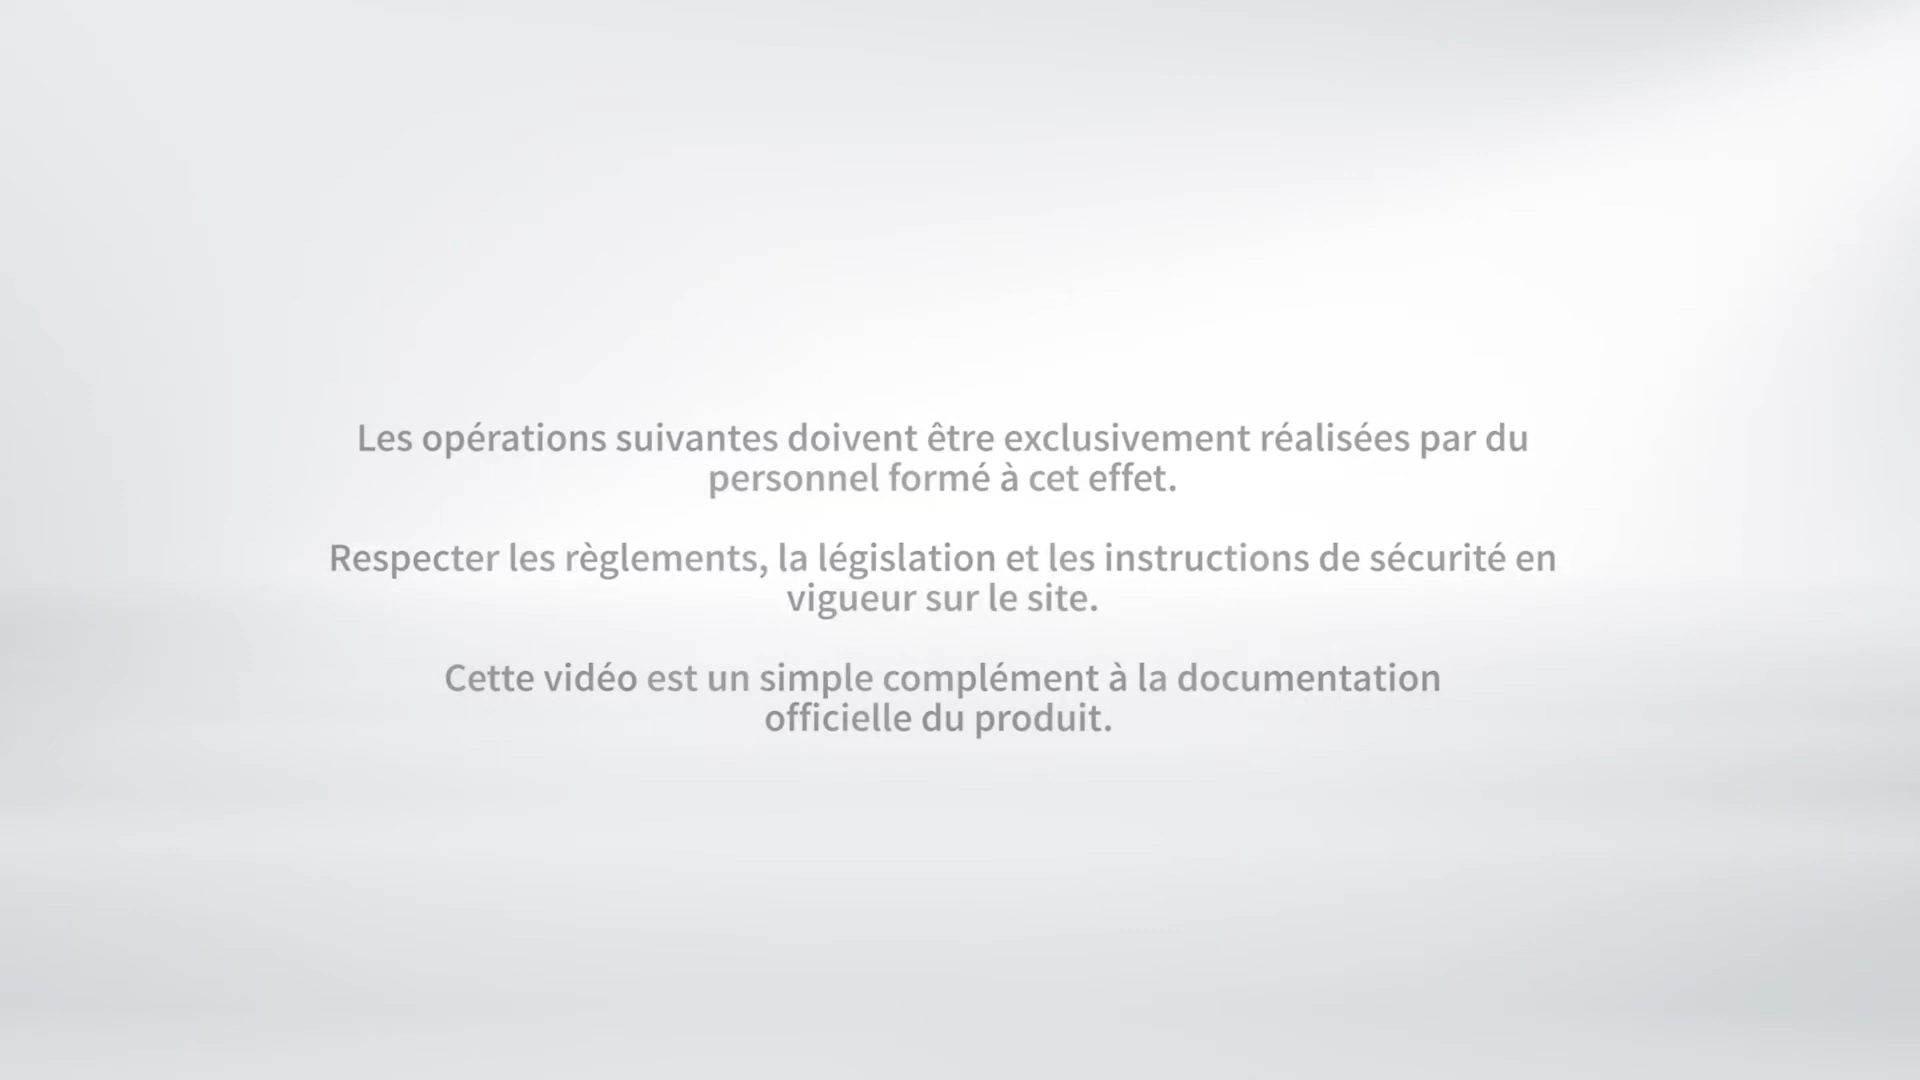 Les opérations suivantes doivent être exclusivement réalisées par du
personnel formé à cet effet.
Respecter les règlements, la législation et les instructions de sécurité en
vigueur sur le site.
Cette vidéo est un simple complément à la documentation
officielle du produit.